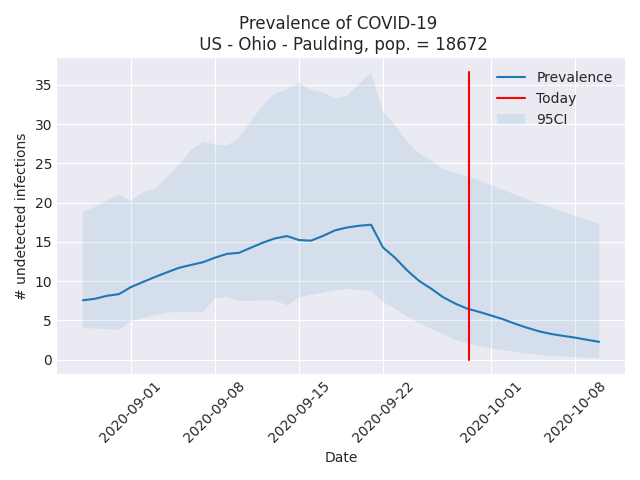 Prevalence of COVID-19
US - Ohio - Paulding, pop. = 18672
Prevalence
Today
95CI
# undetected infections
35
30
25
20
15
10
5
0
2020-09-01
2020-09-08
2020-09-15
2020-09-22
2020-10-01
2020-10-08
Date